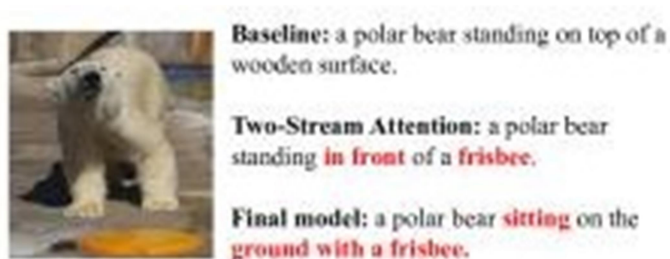 Baseline: a polar bear standing on top of a
wooden surface.
Two-Stream Attention: a polar bear
standing in front of a frisbee.
Final model: a polar bear sitting on the
ground with a frisbee.